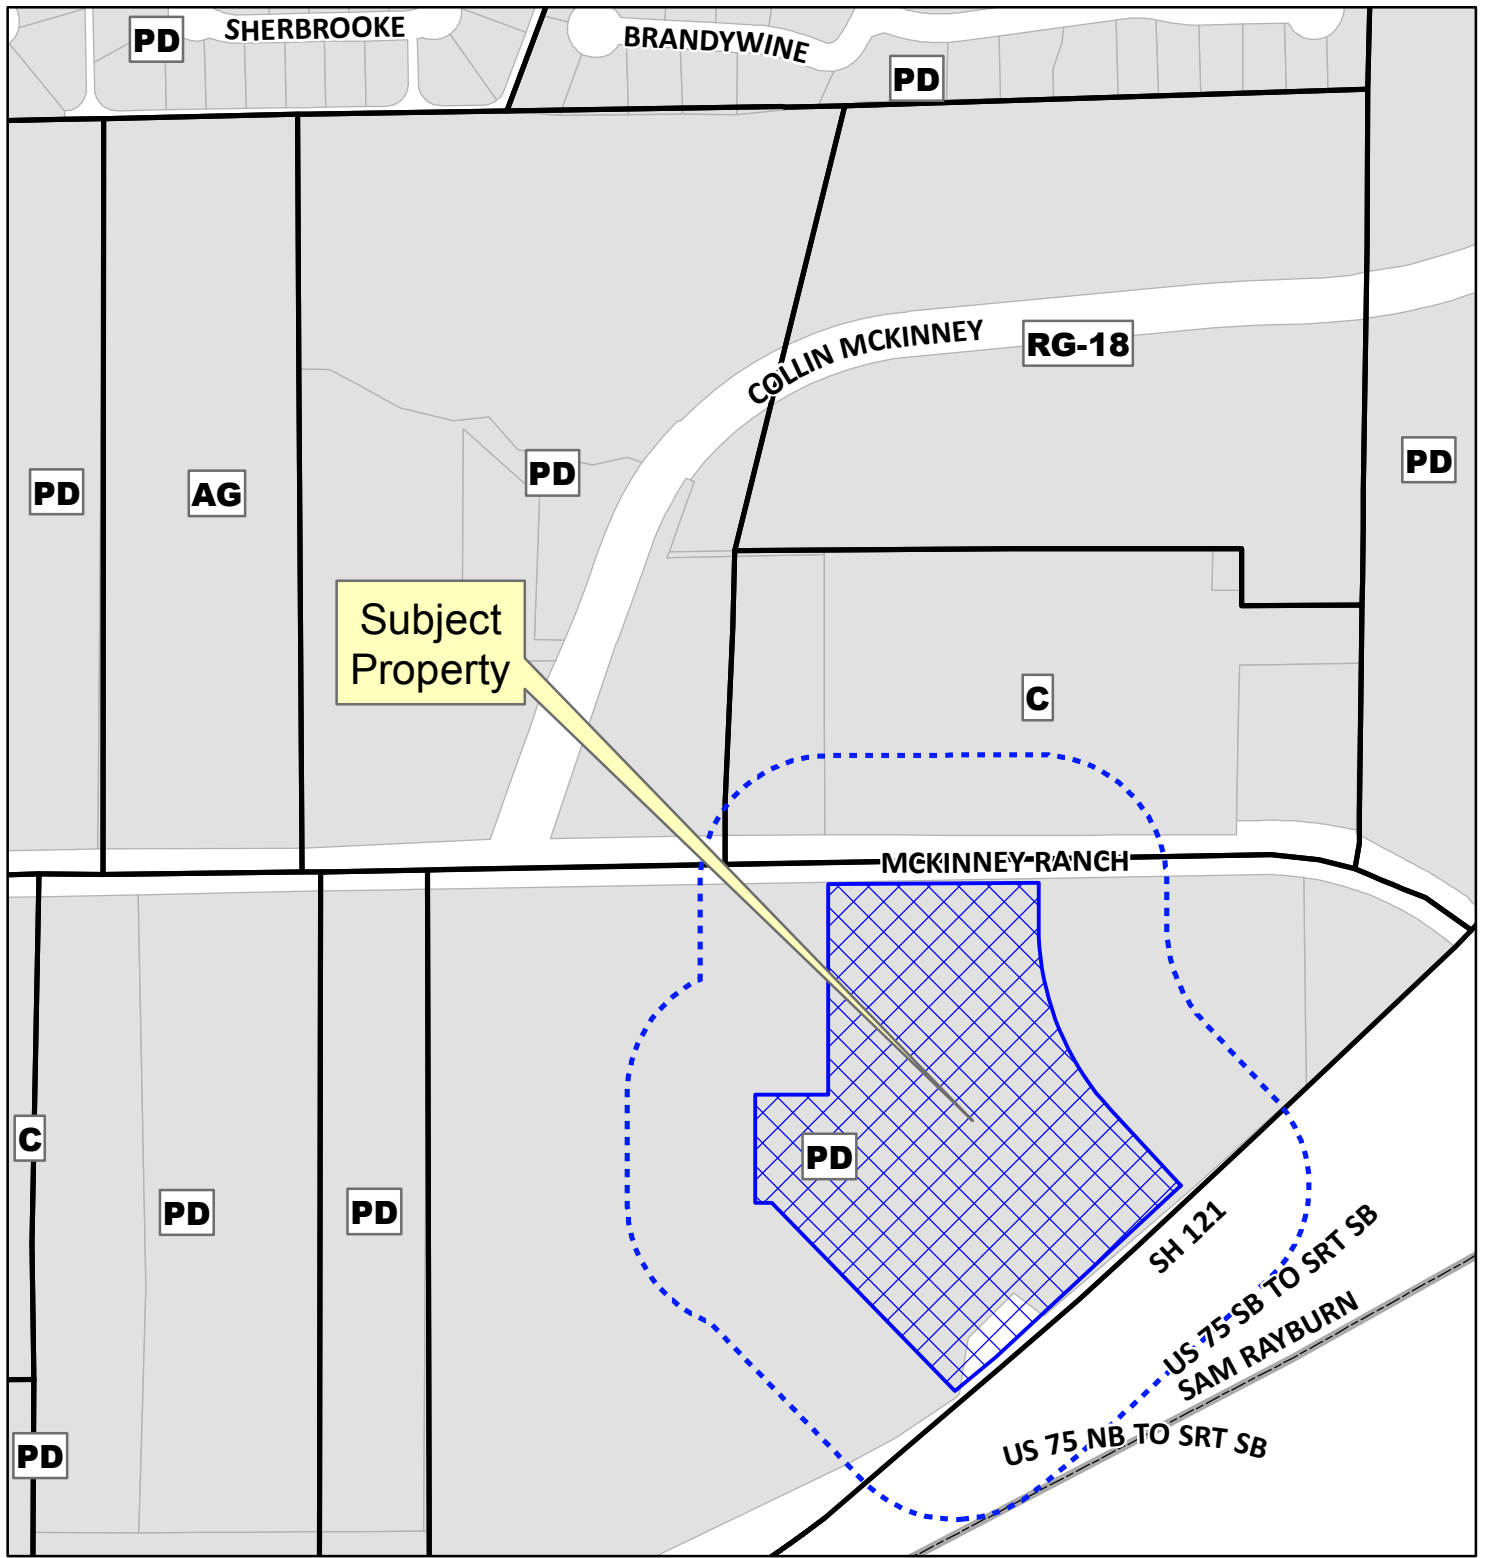 SHERBROOKE
PD
BRANDYWINE
PD
COLLIN MCKINNEY
RG-18
PD
PD
PD
AG
Subject
Property
C
MCKINNEY RANCH
C
PD
PD
PD
SH 121
US 75 SB TO SRT SB
SAM RAYBURN
US 75 NB TO SRT SB
PD